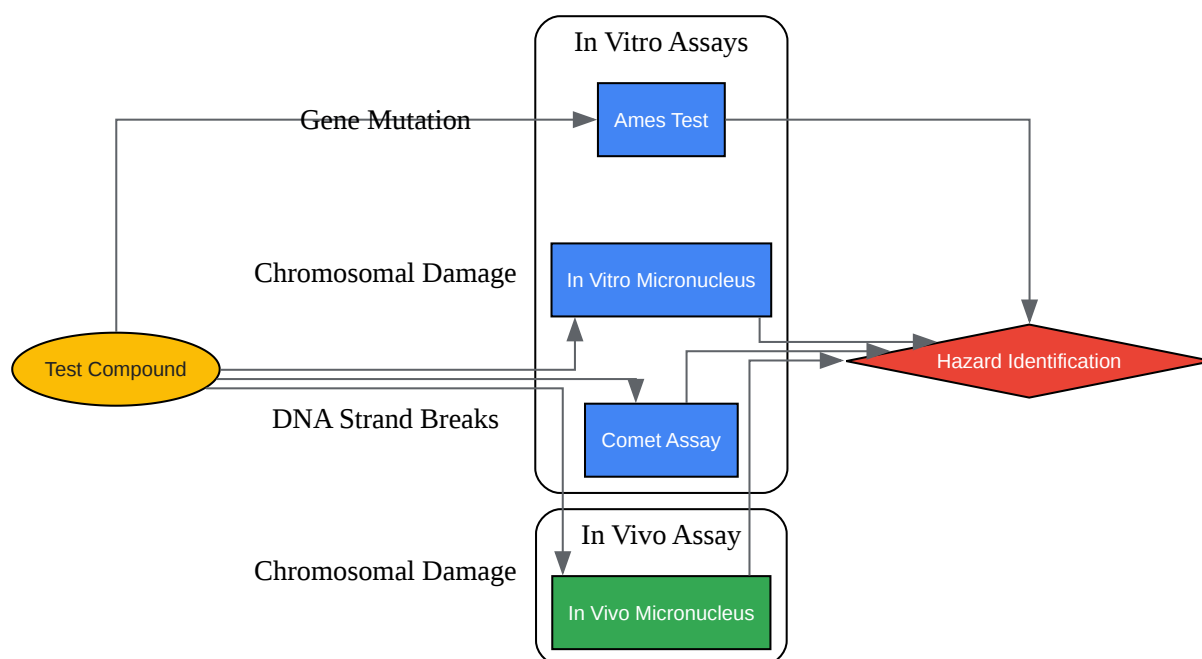 In Vitro Assays
Gene Mutation
Ames Test
Chromosomal Damage
In Vitro Micronucleus
Test Compound
Hazard Identification
DNA Strand Breaks
Comet Assay
In Vivo Assay
Chromosomal Damage
In Vivo Micronucleus